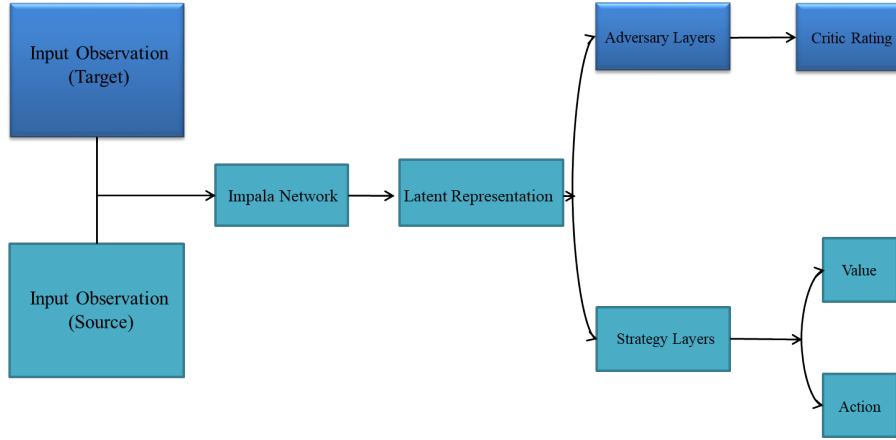 Input Observation
(Target)
Adversary Layers
Critic Rating
Impala Network
Latent Representation
Input Observation
(Source)
Value
Strategy Layers
Action